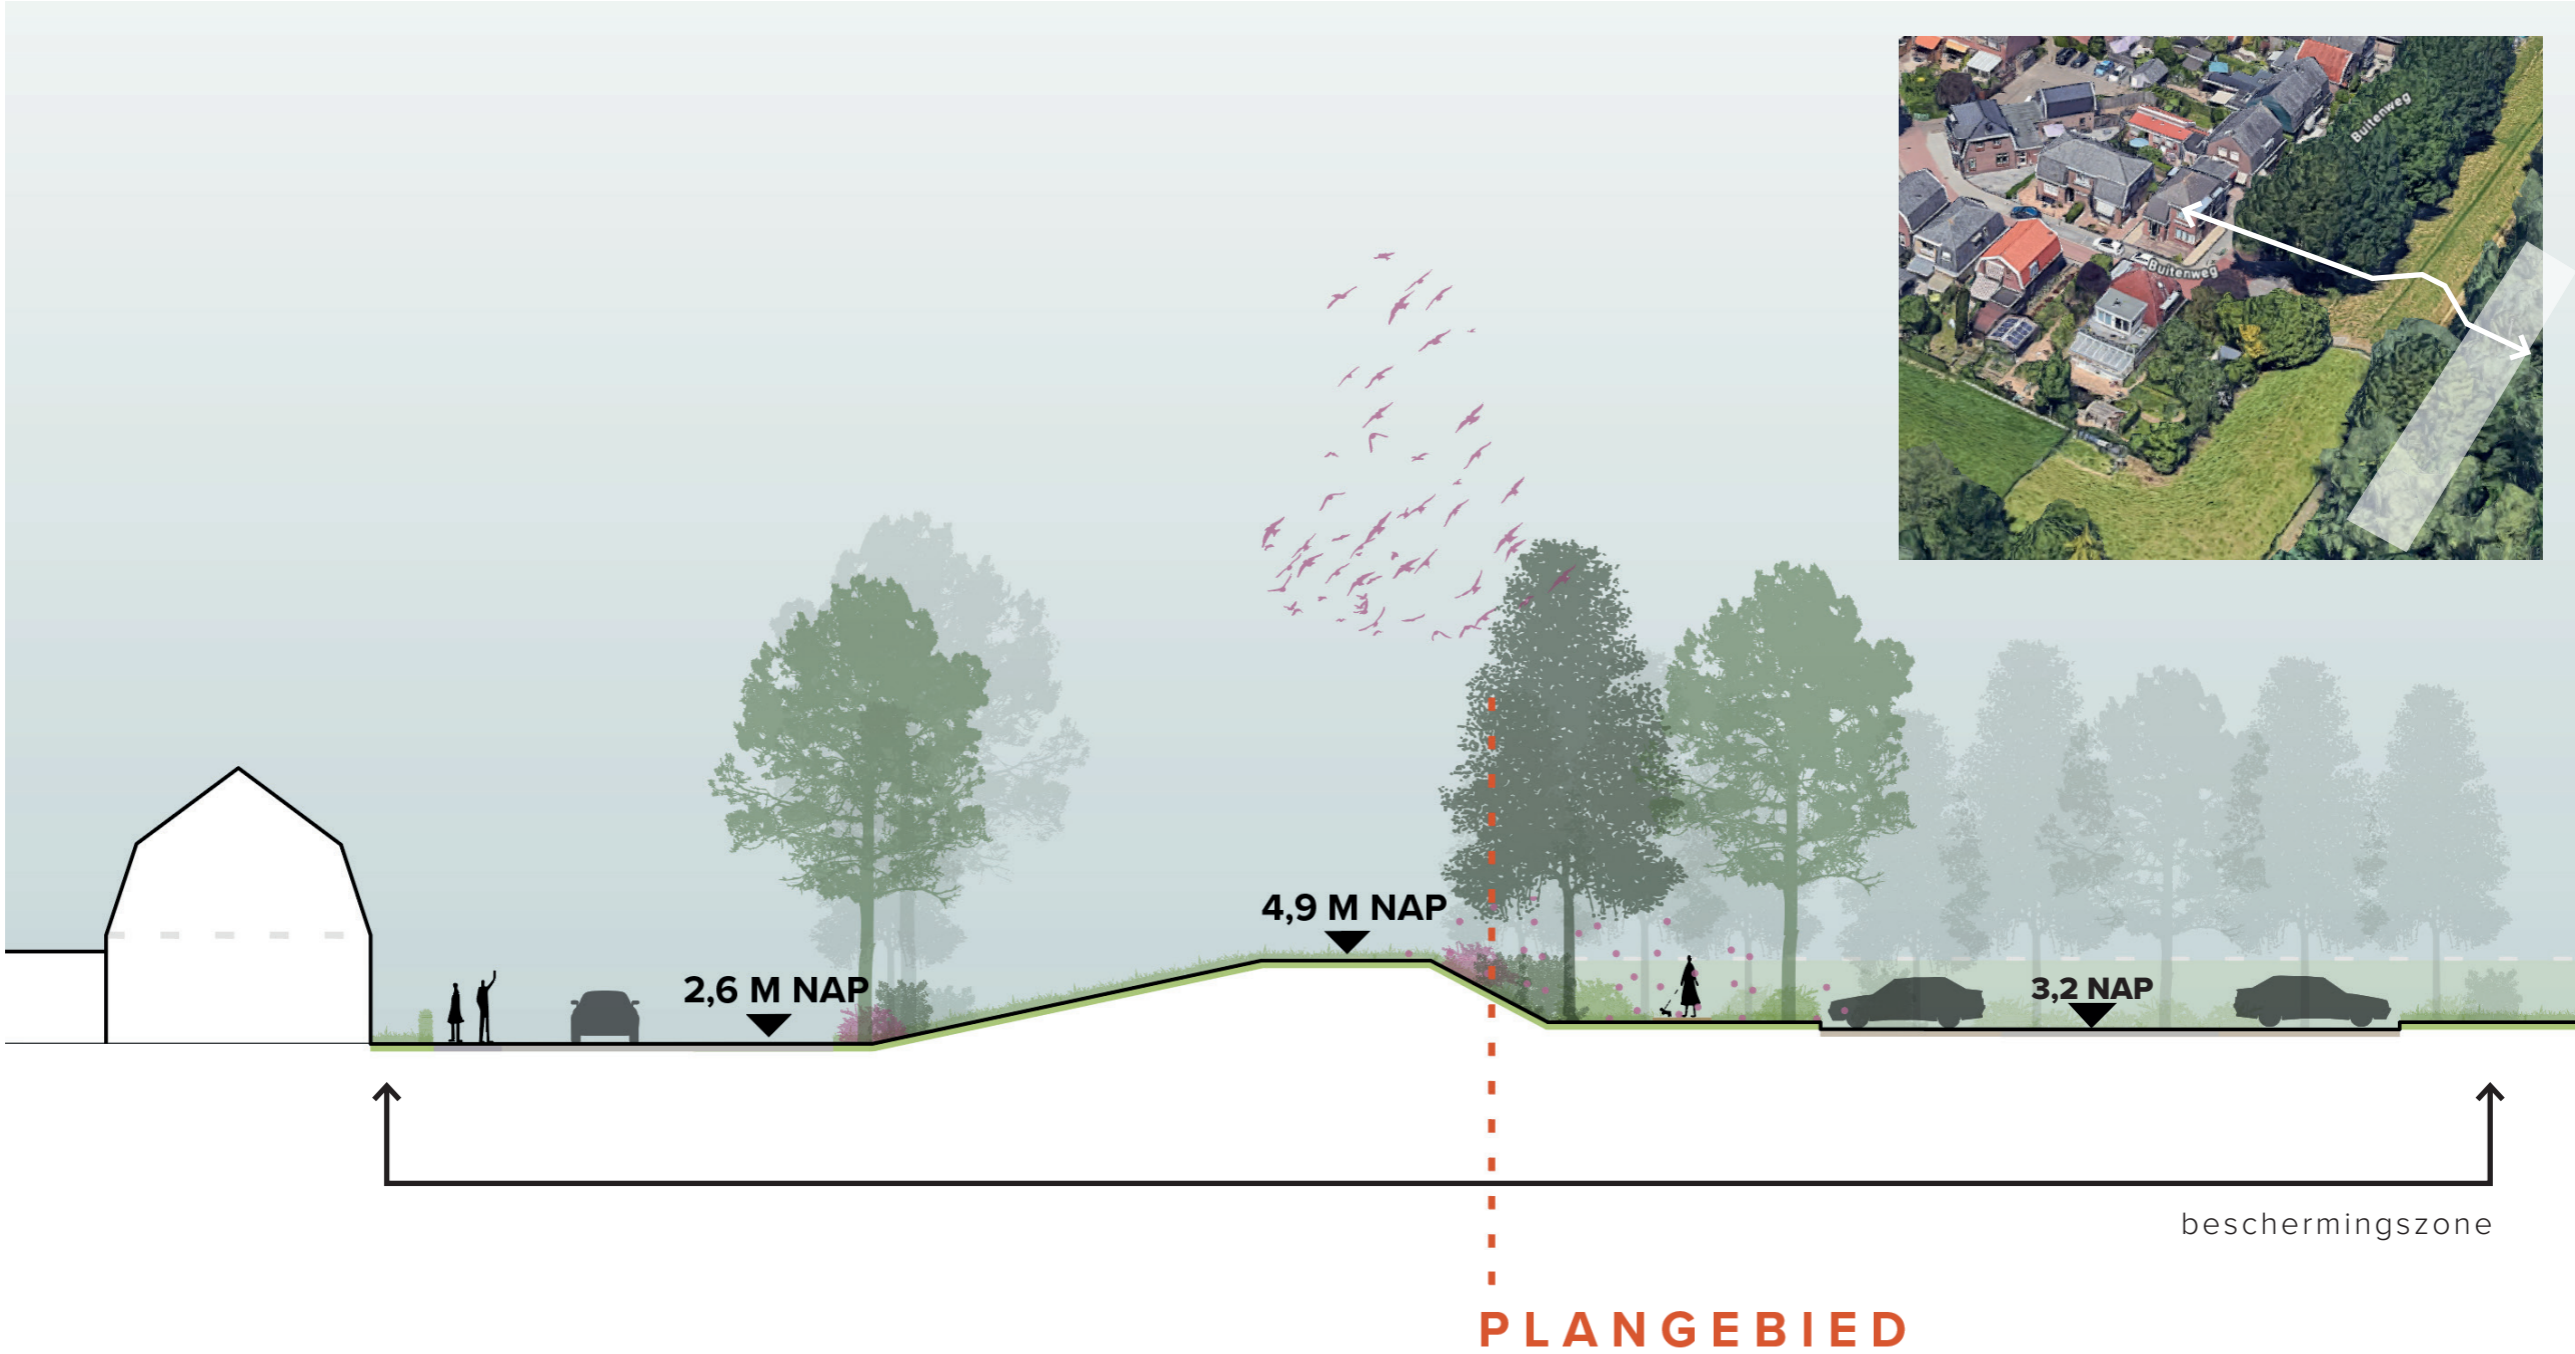 Buitenweg
Buitenweg
4,9 M NAP
2,6 M NAP
3,2 NAP
beschermingszone
PLANGEBIED